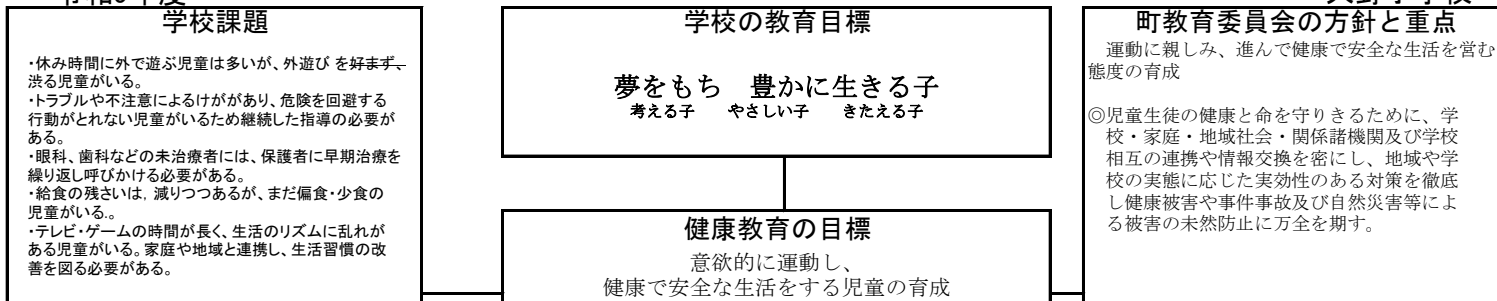 学校課題
・休み時間に外で遊ぶ児童は多いが、外遊び を好まず、
渋る児童がいる。
・トラブルや不注意によるけががあり、危険を回避する
行動がとれない児童がいるため継続した指導の必要が
ある。
・眼科、歯科などの未治療者には、保護者に早期治療を
繰り返し呼びかける必要がある。
・給食の残さいは，減りつつあるが、まだ偏食・少食の
児童がいる.。
・テレビ・ゲームの時間が長く、生活のリズムに乱れが
ある児童がいる。家庭や地域と連携し、生活習慣の改
善を図る必要がある。
学校の教育目標
夢をもち 豊かに生きる子
考える子 やさしい子 きたえる子
健康教育の目標
意欲的に運動し、
健康で安全な生活をする児童の育成
町教育委員会の方針と重点
運動に親しみ、進んで健康で安全な生活を営む
態度の育成
◎児童生徒の健康と命を守りきるために、学
校・家庭・地域社会・関係諸機関及び学校
相互の連携や情報交換を密にし、地域や学
校の実態に応じた実効性のある対策を徹底
し健康被害や事件事故及び自然災害等によ
る被害の未然防止に万全を期す。